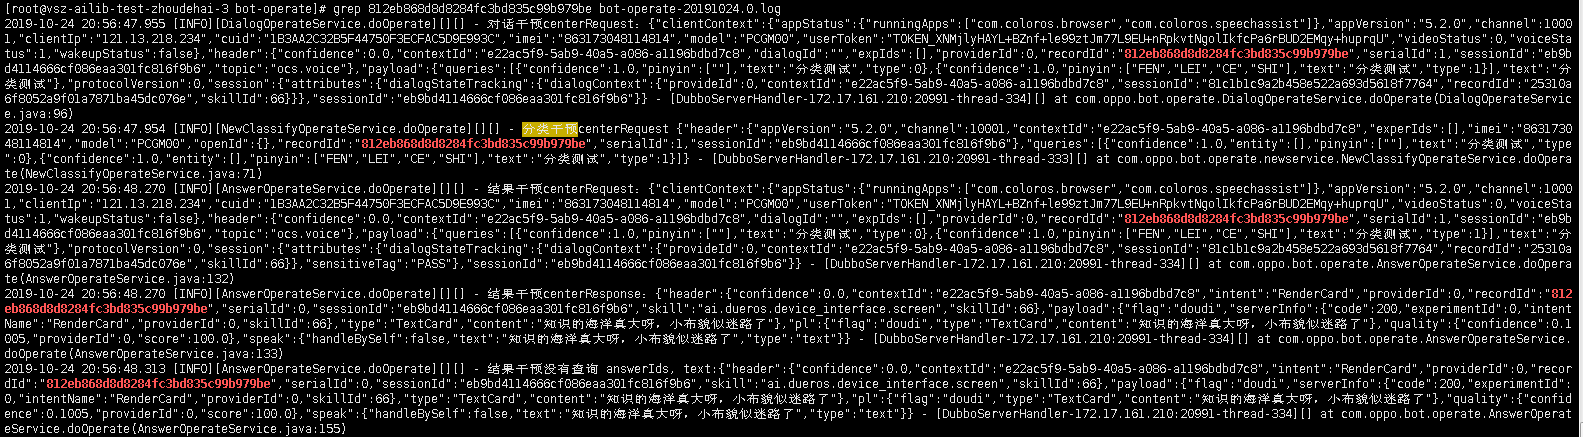 [root@vsz-ailib-test-zhoudehai-3 bot-operate]# grep 812eb868d8d8284fc3bd835c99b979be bot-operate-20191024.0.log
2019-10-24 20:56:47.955 [INFO][DialogOperateService.doOperate][][] - 对话干预centerRequest: {"clientContext":{"appStatus":{"runningApps":["com.coloros.browser","com.coloros.speechassist"]},"appVersion":"5.2.0","channel":1000
1,"clientIp":"121.13.218.234","cuid":"1B3AA2C32B5F44750F3ECFAC5D9E993C","imei":"863173048114814","model":"PCGM00","userToken":"TOKEN_XNMjlyHAYL+BZnf+le99ztJm77L9EU+nRpkvtNgolIkfcPa6rBUD2EMqy+huprqU","videoStatus":0,"voiceSta
tus":1,"wakeupStatus":false},"header":{"confidence":0.0,"contextId":"e22ac5f9-5ab9-40a5-a086-a1196bdbd7c8","dialogId":"","expIds":[],"providerId":0,"recordId":"812eb868d8d8284fc3bd835c99b979be","serialId":1,"sessionId":"eb9b
d4114666cf086eaa301fc816f9b6","topic":"ocs.voice"},"payload":{"queries":[{"confidence":1.0,"pinyin":[""],"text":"分类测试","type":0},{"confidence":1.0,"pinyin":["FEN","LEI","CE","SHI"],"text":"分类测试","type":1}],"text":"分
类测试"},"protocolVersion":0,"session":{"attributes":{"dialogStateTracking":{"dialogContext":{"provideId":0,"contextId":"e22ac5f9-5ab9-40a5-a086-a1196bdbd7c8","sessionId":"81c1b1c9a2b458e522a693d5618f7764","recordId":"25310a
6f8052a9f01a7871ba45dc076e","skillId":66}}},"sessionId":"eb9bd4114666cf086eaa301fc816f9b6"}} - [DubboServerHandler-172.17.161.210:20991-thread-334][] at com.oppo.bot.operate.DialogOperateService.doOperate(DialogOperateServic
e.java:96)
2019-10-24 20:56:47.954 [INFO][NewClassifyOperateService.doOperate][][] - 分类干预centerRequest {"header":{"appVersion":"5.2.0","channel":10001,"contextId":"e22ac5f9-5ab9-40a5-a086-a1196bdbd7c8","experimentIds":[],"imei":"86317
3048114814","model":"PCGM00","openId":{},"recordId":"812eb868d8d8284fc3bd835c99b979be","serialId":1,"sessionId":"eb9bd4114666cf086eaa301fc816f9b6"},"queries":[{"confidence":1.0,"entity":[],"pinyin":[""],"text":"分类测试","type
":0},{"confidence":1.0,"entity":[],"pinyin":["FEN","LEI","CE","SHI"],"text":"分类测试","type":1}]} - [DubboServerHandler-172.17.161.210:20991-thread-333][] at com.oppo.bot.operate.newservice.NewClassifyOperateService.doOpera
te(NewClassifyOperateService.java:71)
2019-10-24 20:56:48.270 [INFO][AnswerOperateService.doOperate][][] - 结果干预centerRequest: {"clientContext":{"appStatus":{"runningApps":["com.coloros.browser","com.coloros.speechassist"]},"appVersion":"5.2.0","channel":1000
1,"clientIp":"121.13.218.234","cuid":"1B3AA2C32B5F44750F3ECFAC5D9E993C","imei":"863173048114814","model":"PCGM00","userToken":"TOKEN_XNMjlyHAYL+BZnf+le99ztJm77L9EU+nRpkvtNgolIkfcPa6rBUD2EMqy+huprqU","videoStatus":0,"voiceSta
tus":1,"wakeupStatus":false},"header":{"confidence":0.0,"contextId":"e22ac5f9-5ab9-40a5-a086-a1196bdbd7c8","dialogId":"","expIds":[],"providerId":0,"recordId":"812eb868d8d8284fc3bd835c99b979be","serialId":1,"sessionId":"eb9b
d4114666cf086eaa301fc816f9b6","topic":"ocs.voice"},"payload":{"queries":[{"confidence":1.0,"pinyin":[""],"text":"分类测试","type":0},{"confidence":1.0,"pinyin":["FEN","LEI","CE","SHI"],"text":"分类测试","type":1}],"text":"分
类测试"},"protocolVersion":0,"session":{"attributes":{"dialogStateTracking":{"dialogContext":{"provideId":0,"contextId":"e22ac5f9-5ab9-40a5-a086-a1196bdbd7c8","sessionId":"81c1b1c9a2b458e522a693d5618f7764","recordId":"25310a
6f8052a9f01a7871ba45dc076e","skillId":66}},"sensitiveTag":"PASS"},"sessionId":"eb9bd4114666cf086eaa301fc816f9b6"}} - [DubboServerHandler-172.17.161.210:20991-thread-334][] at com.oppo.bot.operate.AnswerOperateService.doOpera
te(AnswerOperateService.java:132)
2019-10-24 20:56:48.270 [INFO][AnswerOperateService.doOperate][][] - 结果干预centerResponse: {"header":{"confidence":0.0,"contextId":"e22ac5f9-5ab9-40a5-a086-a1196bdbd7c8","intent":"RenderCard","providerId":0,"recordId":"812
eb868d8d8284fc3bd835c99b979be","serialId":0,"sessionId":"eb9bd4114666cf086eaa301fc816f9b6","skill":"ai.dueros.device_interface.screen","skillId":66},"payload":{"flag":"doudi","serverInfo":{"code":200,"experimentId":0,"intent
Name":"RenderCard","providerId":0,"skillId":66},"type":"TextCard","content":"知识的海洋真大呀，小布貌似迷路了"},"pl":{"flag":"doudi","type":"TextCard","content":"知识的海洋真大呀，小布貌似迷路了"},"quality":{"confidence":0.1
005,"providerId":0,"score":100.0},"speak":{"handleBySelf":false,"text":"知识的海洋真大呀，小布貌似迷路了","type":"text"}} - [DubboServerHandler-172.17.161.210:20991-thread-334][] at com.oppo.bot.operate.AnswerOperateService.
doOperate(AnswerOperateService.java:133)
2019-10-24 20:56:48.313 [INFO][AnswerOperateService.doOperate][][] - 结果干预没有查询 answerIds, text:{"header":{"confidence":0.0,"contextId":"e22ac5f9-5ab9-40a5-a086-a1196bdbd7c8","intent":"RenderCard","providerId":0,"recor
dId":"812eb868d8d8284fc3bd835c99b979be","serialId":0,"sessionId":"eb9bd4114666cf086eaa301fc816f9b6","skill":"ai.dueros.device_interface.screen","skillId":66},"payload":{"flag":"doudi","serverInfo":{"code":200,"experimentId":
0,"intentName":"RenderCard","providerId":0,"skillId":66},"type":"TextCard","content":"知识的海洋真大呀，小布貌似迷路了"},"pl":{"flag":"doudi","type":"TextCard","content":"知识的海洋真大呀，小布貌似迷路了"},"quality":{"confid
ence":0.1005,"providerId":0,"score":100.0},"speak":{"handleBySelf":false,"text":"知识的海洋真大呀，小布貌似迷路了","type":"text"}} - [DubboServerHandler-172.17.161.210:20991-thread-334][] at com.oppo.bot.operate.AnswerOperat
eService.doOperate(AnswerOperateService.java:155)